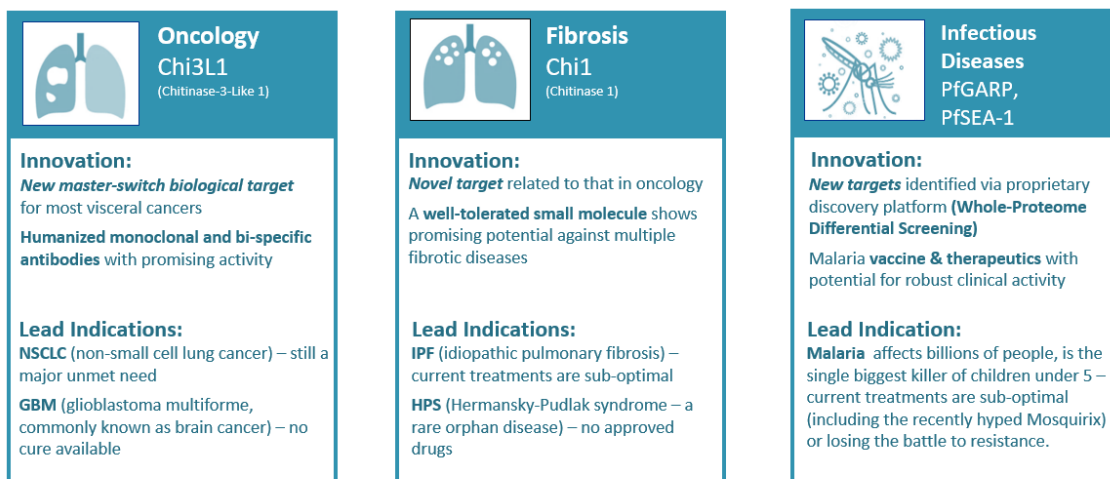 Oncology
Chi3L1
(Chitinase-3-Like 1)
Innovation:
New master-switch biological target
for most visceral cancers
Humanized monoclonal and bi-specific
antibodies with promising activity
Lead Indications:
NSCLC (non-small cell lung cancer) – still a
major unmet need
GBM (glioblastoma multiforme,
commonly known as brain cancer) – no
cure available
Fibrosis
Chi1
(Chitinase 1)
Innovation:
Novel target related to that in oncology
A well-tolerated small molecule shows
promising potential against multiple
fibrotic diseases
Lead Indications:
IPF (idiopathic pulmonary fibrosis) –
current treatments are sub-optimal
HPS (Hermansky-Pudlak syndrome – a
rare orphan disease) – no approved
drugs
Infectious
Diseases
PfGARP,
PfSEA-1
Innovation:
New targets identified via proprietary
discovery platform (Whole-Proteome
Differential Screening)
Malaria vaccine & therapeutics with
potential for robust clinical activity
Lead Indication:
Malaria affects billions of people, is the
single biggest killer of children under 5 –
current treatments are sub-optimal
(including the recently hyped Mosquirix)
or losing the battle to resistance.